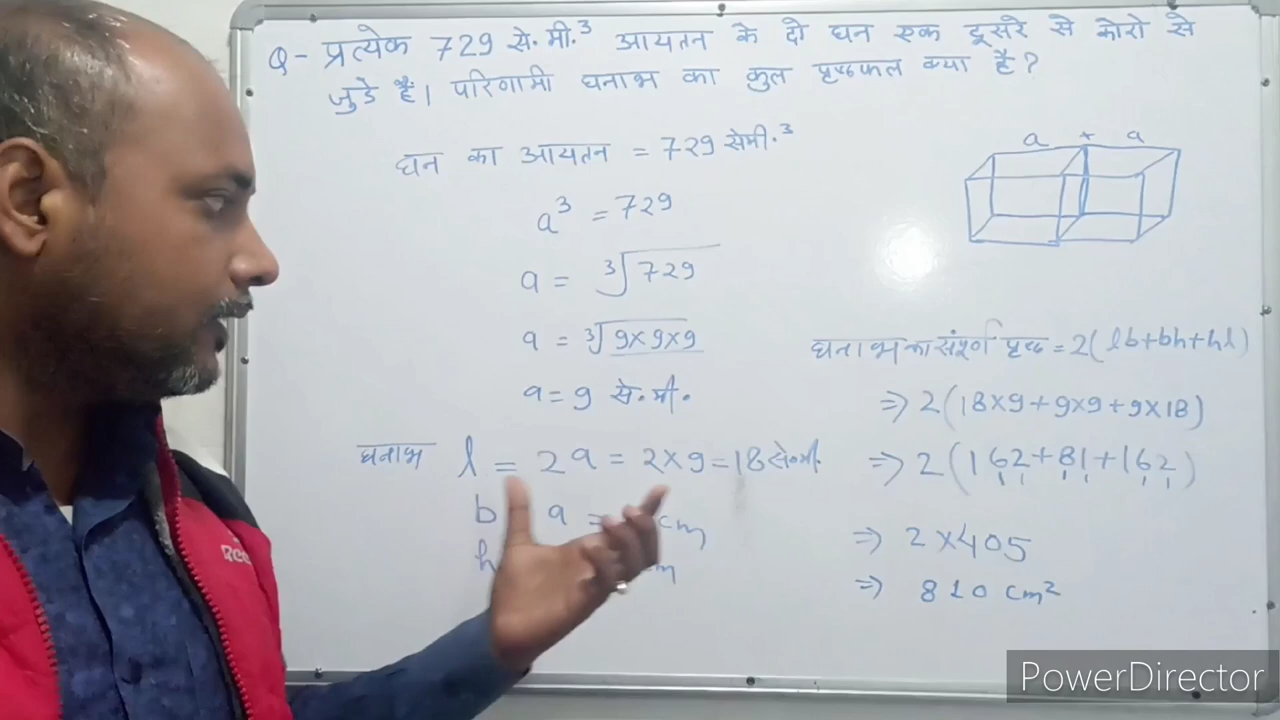 Q- प्रत्येक 729 से.मी.³ आयतन के दो घन एक दूसरे से कोरो से
जुडे हैं। परिणामी घनाभ का कुल पृष्ठफल क्या है?
घन का आयतन = 729 सेमी.³
a³ = 729
a = ³√729
a = ³√9×9×9
a = 9 से.मी.
घनाभ l = 2a = 2×9 = 18 से.मी.
b a = cm
h cm
a a
घनाभ का संपूर्ण पृष्ठ = 2(lb+bh+hl)
⇒ 2(18×9+9×9+9×18)
⇒ 2(162+81+162)
⇒ 2×405
⇒ 810 cm²
PowerDirector